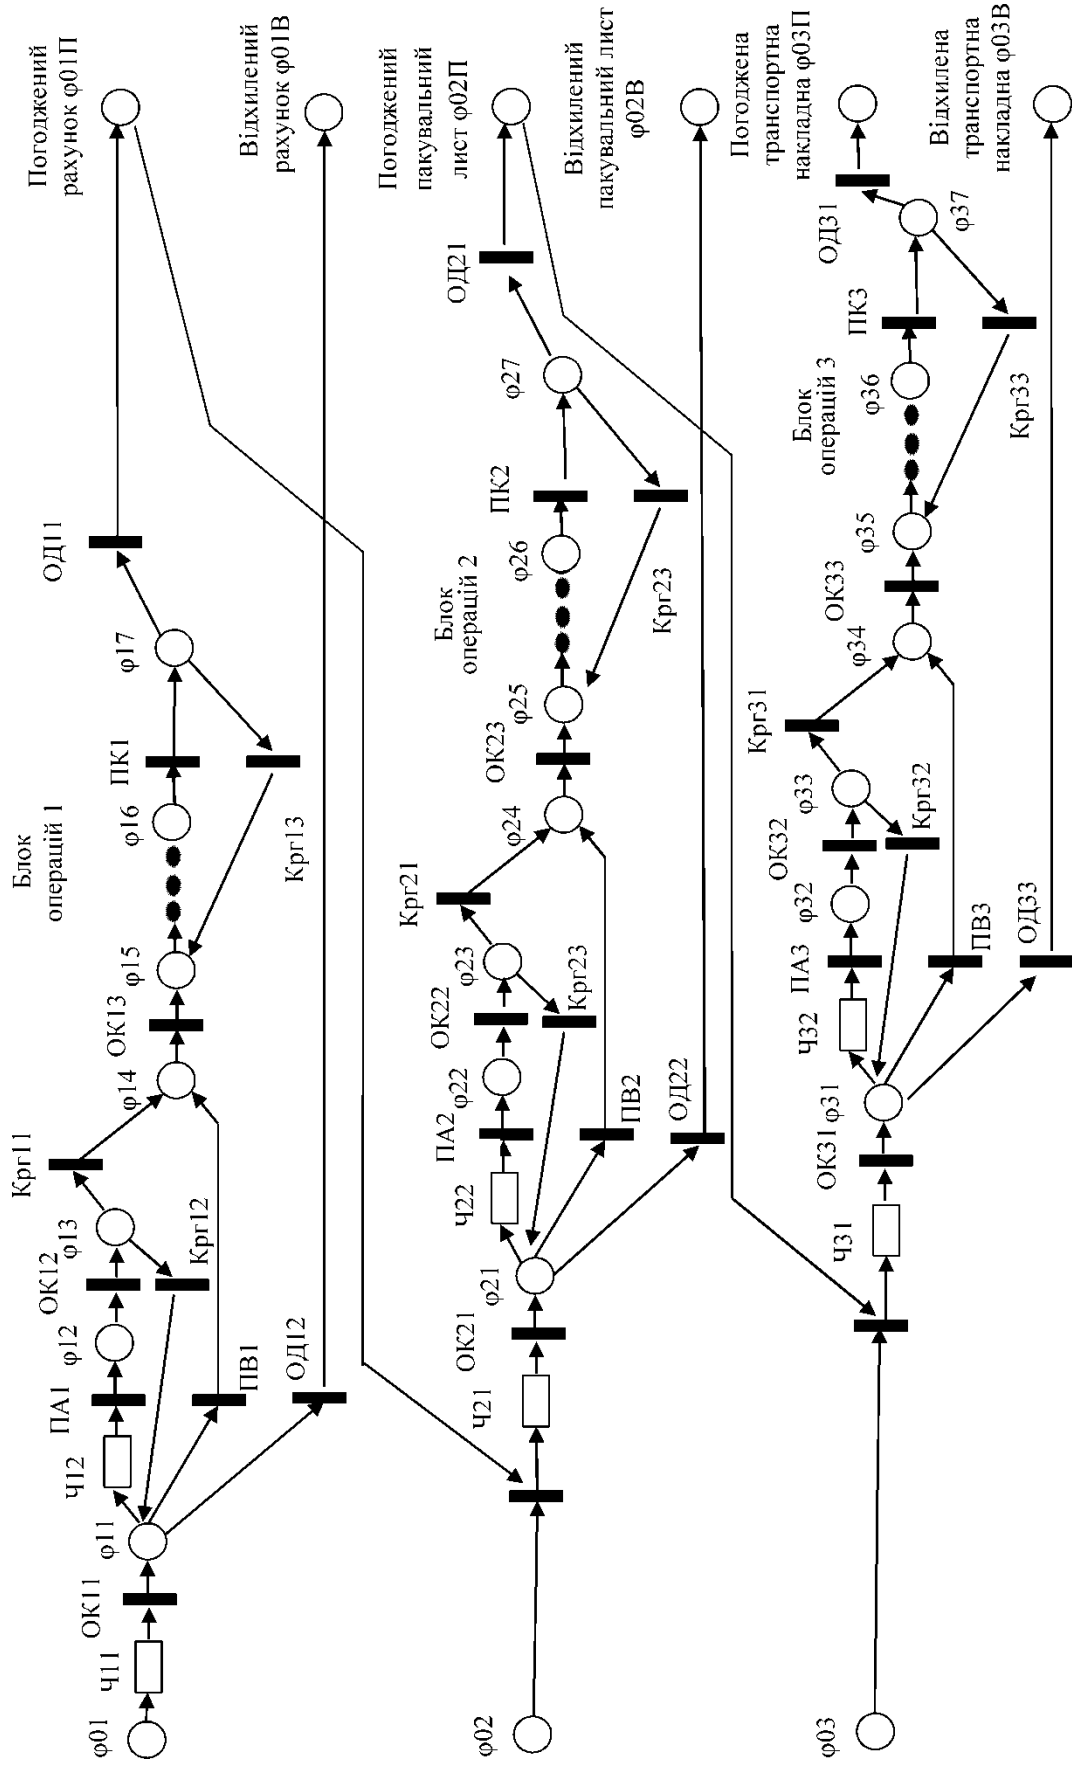 φ01
Ч11
ОК11
φ11
Ч12
ПА1
φ12
ОК12
φ13
Крг11
Крг12
ПВ1
ОД12
φ14
ОК13
φ15
Блок
операцій 1
φ16
ПК1
φ17
Крг13
ОД11
Погоджений
рахунок φ01П
Відхилений
рахунок φ01В
φ02
Ч21
ОК21
φ21
Ч22
ПА2
φ22
ОК22
φ23
Крг21
Крг23
ПВ2
ОД22
φ24
ОК23
φ25
Блок
операцій 2
φ26
ПК2
φ27
Крг23
ОД21
Погоджений
пакувальний
лист φ02П
Відхилений
пакувальний лист
φ02В
φ03
Ч31
ОК31
φ31
Ч32
ПА3
φ32
ОК32
φ33
Крг31
Крг32
ПВ3
ОД33
φ34
ОК33
φ35
Блок
операцій 3
φ36
ПК3
φ37
Крг33
ОД31
Погоджена
транспортна
накладна φ03П
Відхилена
транспортна
накладна φ03В